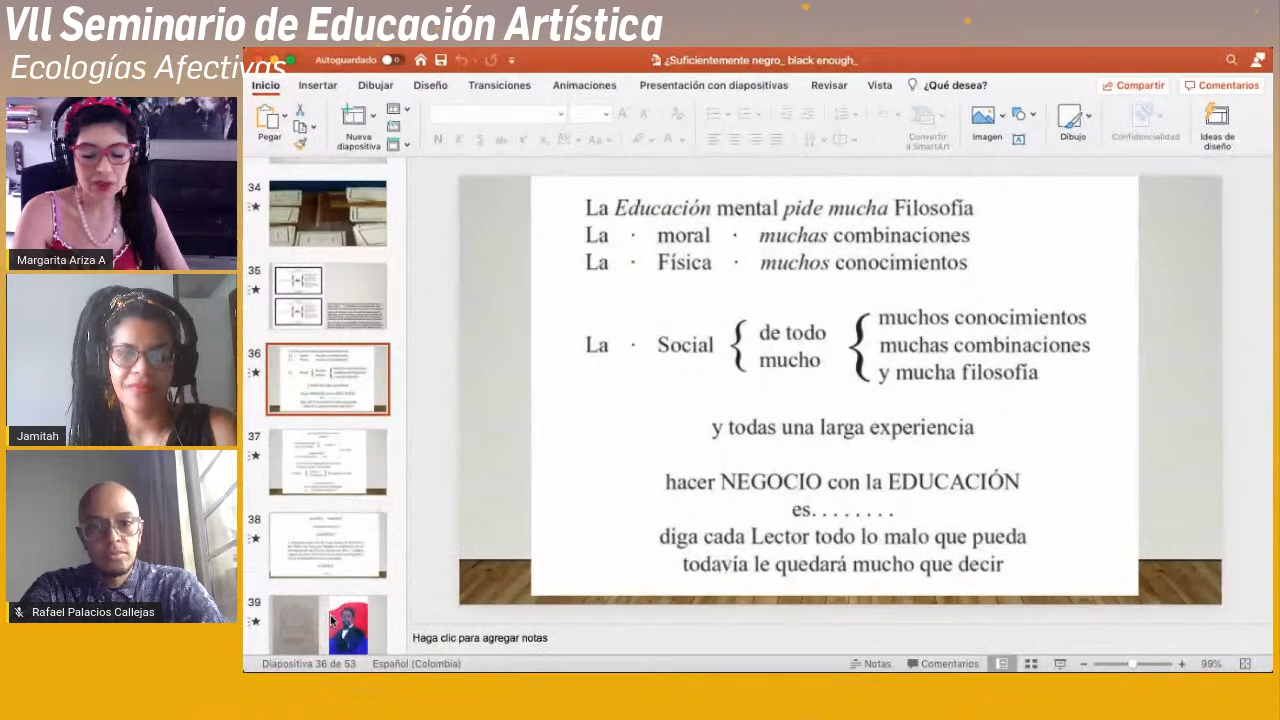 Vll Seminario de Educación Artística
Ecologías Afectivas
Autoguardado
¿Suficientemente negro_ black enough_
Inicio Insertar Dibujar Diseño Transiciones Animaciones Presentación con diapositivas Revisar Vista ¿Qué desea? Compartir Comentarios
Pegar
Nueva diapositiva
N K S
Convertir a SmartArt
Imagen
Dibujo
Confidencialidad
Ideas de diseño
Margarita Ariza A
Jamitah
Rafael Palacios Callejas
34
35
36
37
38
39
La Educación mental pide mucha Filosofía
La · moral · muchas combinaciones
La · Física · muchos conocimientos
La · Social { de todo mucho { muchos conocimientos
muchas combinaciones
y mucha filosofía
y todas una larga experiencia
hacer NEGOCIO con la EDUCACIÓN
es. . . . . . . .
diga cada Lector todo lo malo que pueda
todavía le quedará mucho que decir
Haga clic para agregar notas
Diapositiva 36 de 53 Español (Colombia) Notas Comentarios 99%